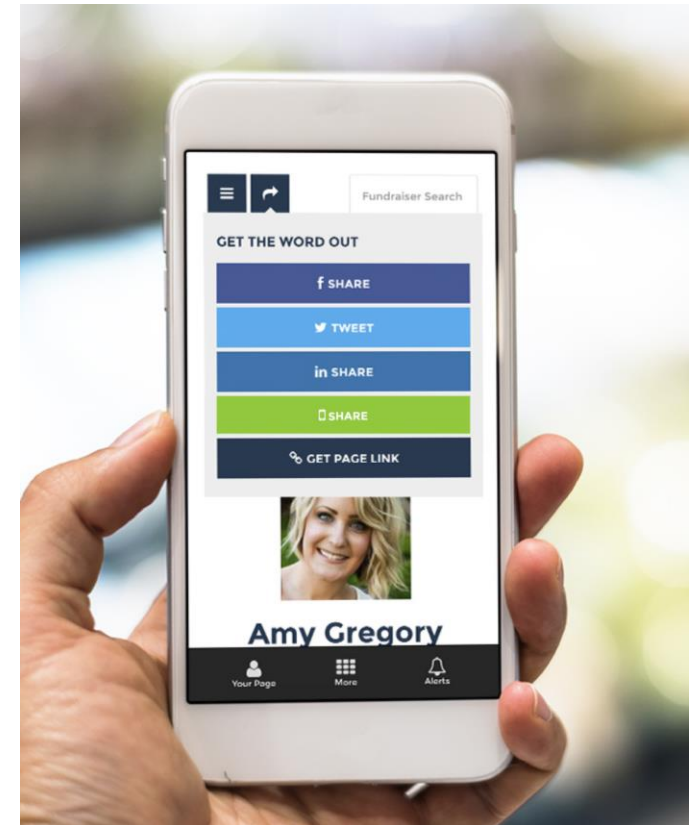 Fundraiser Search
GET THE WORD OUT
f SHARE
TWEET
in SHARE
SHARE
GET PAGE LINK
Amy Gregory
Your Page
More
Alerts